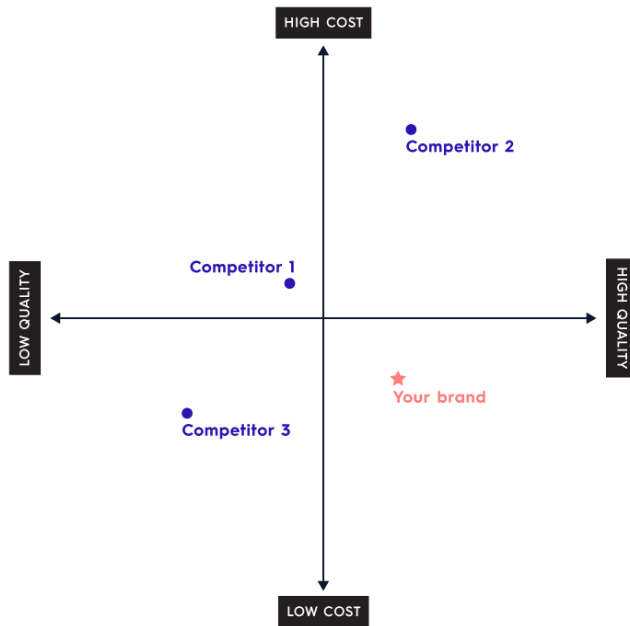 HIGH COST
Competitor 2
Competitor 1
LOW QUALITY
HIGH QUALITY
Your brand
Competitor 3
LOW COST